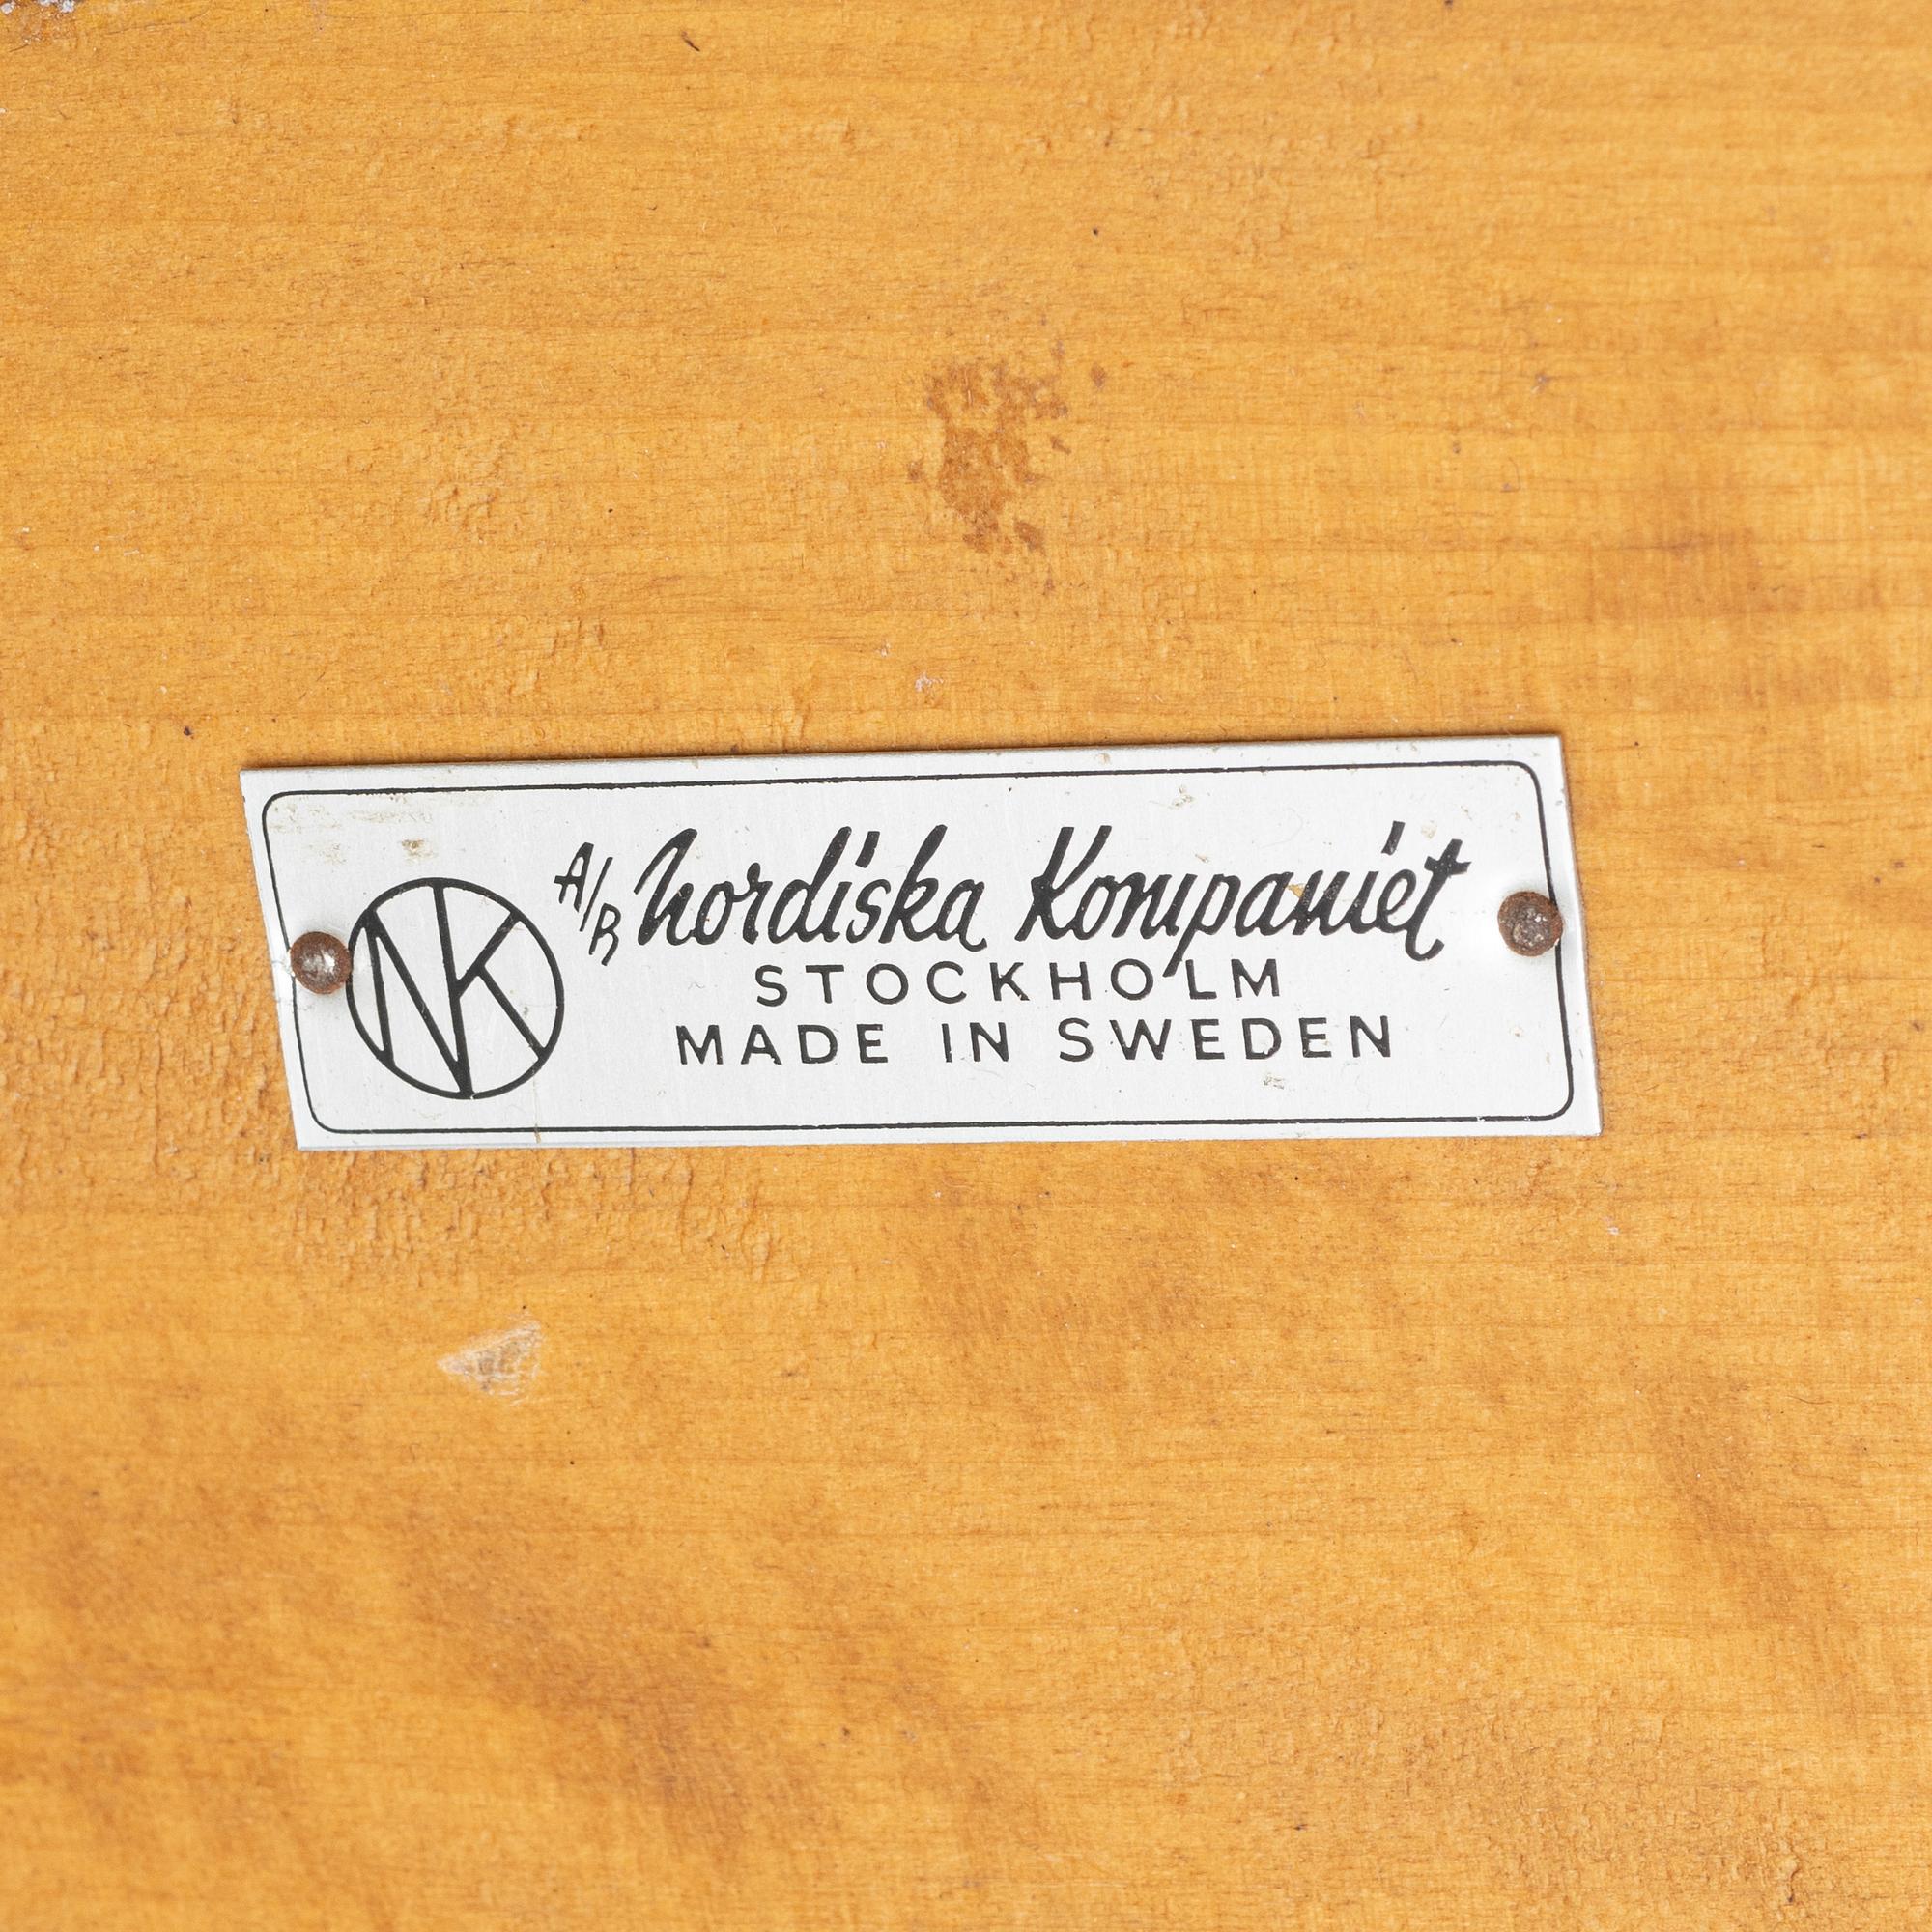 NK
A/B Nordiska Kompaniet
STOCKHOLM
MADE IN SWEDEN